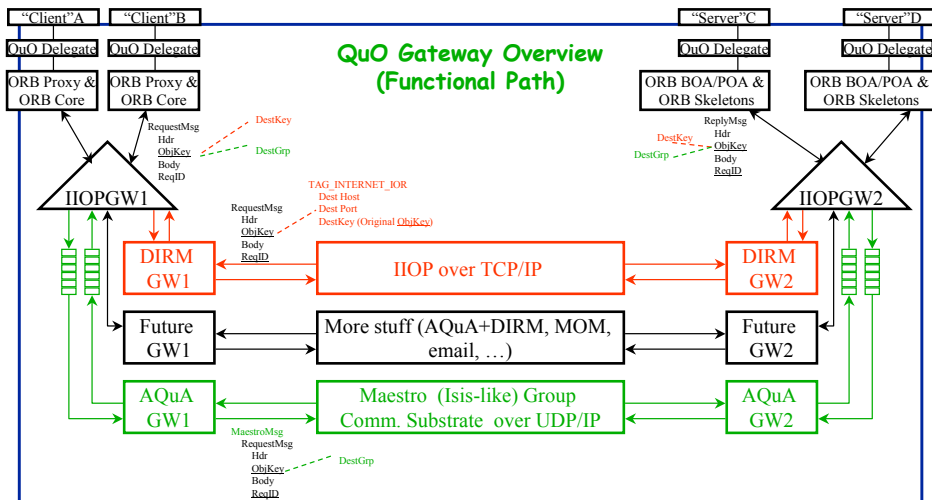 “Client”A
“Client”B
“Server”C
“Server”D
QuO Delegate
QuO Delegate
QuO Delegate
QuO Delegate
QuO Gateway Overview
(Functional Path)
ORB Proxy &
ORB Core
ORB Proxy &
ORB Core
ORB BOA/POA &
ORB Skeletons
ORB BOA/POA &
ORB Skeletons
RequestMsg
Hdr
ObjKey
Body
ReqID
DestKey
DestGrp
ReplyMsg
Hdr
ObjKey
Body
ReqID
DestKey
DestGrp
IIOPGW1
IIOPGW2
TAG_INTERNET_IOR
Dest Host
Dest Port
DestKey (Original ObjKey)
RequestMsg
Hdr
ObjKey
Body
ReqID
DIRM
GW1
IIOP over TCP/IP
DIRM
GW2
Future
GW1
More stuff (AQuA+DIRM, MOM,
email, …)
Future
GW2
AQuA
GW1
Maestro (Isis-like) Group
Comm. Substrate over UDP/IP
AQuA
GW2
MaestroMsg
RequestMsg
Hdr
ObjKey
Body
ReqID
DestGrp